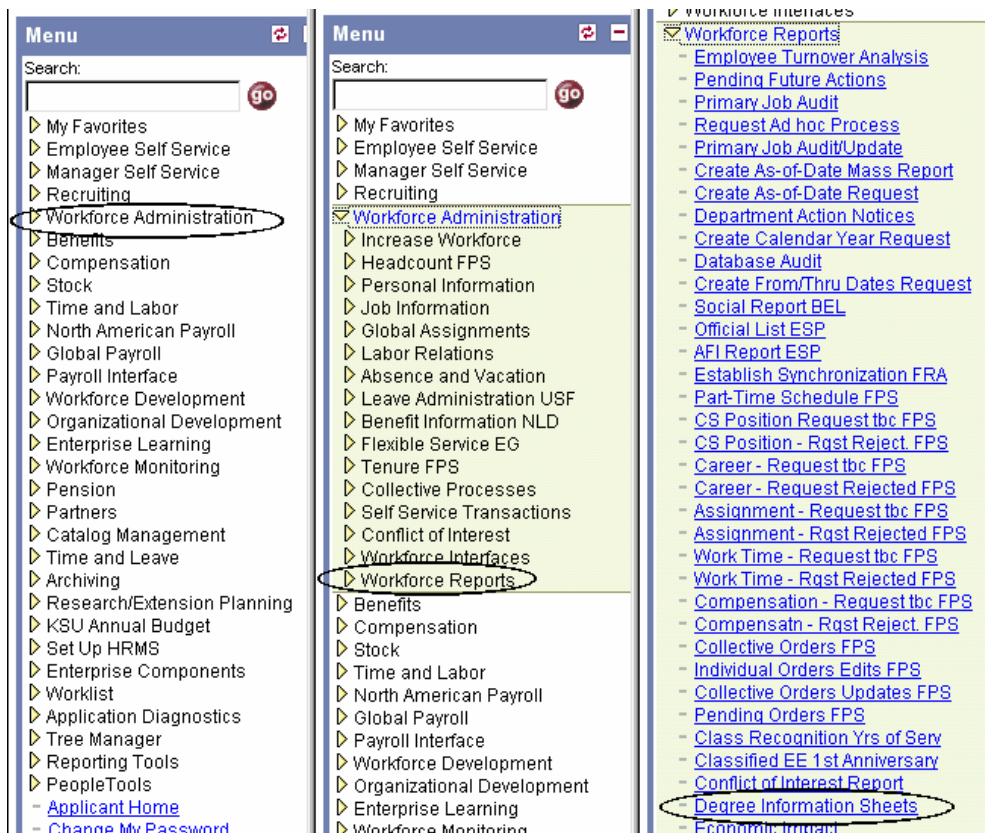 Menu
Search:
go
My Favorites
Employee Self Service
Manager Self Service
Recruiting
Workforce Administration
Benefits
Compensation
Stock
Time and Labor
North American Payroll
Global Payroll
Payroll Interface
Workforce Development
Organizational Development
Enterprise Learning
Workforce Monitoring
Pension
Partners
Catalog Management
Time and Leave
Archiving
Research/Extension Planning
KSU Annual Budget
Set Up HRMS
Enterprise Components
Worklist
Application Diagnostics
Tree Manager
Reporting Tools
PeopleTools
Applicant Home
Change My Password
Menu
Search:
go
My Favorites
Employee Self Service
Manager Self Service
Recruiting
Workforce Administration
Increase Workforce
Headcount FPS
Personal Information
Job Information
Global Assignments
Labor Relations
Absence and Vacation
Leave Administration USF
Benefit Information NLD
Flexible Service EG
Tenure FPS
Collective Processes
Self Service Transactions
Conflict of Interest
Workforce Interfaces
Workforce Reports
Benefits
Compensation
Stock
Time and Labor
North American Payroll
Global Payroll
Payroll Interface
Workforce Development
Organizational Development
Enterprise Learning
Workforce Monitoring
Workforce Interfaces
Workforce Reports
Employee Turnover Analysis
Pending Future Actions
Primary Job Audit
Request Ad hoc Process
Primary Job Audit/Update
Create As-of-Date Mass Report
Create As-of-Date Request
Department Action Notices
Create Calendar Year Request
Database Audit
Create From/Thru Dates Request
Social Report BEL
Official List ESP
AFI Report ESP
Establish Synchronization FRA
Part-Time Schedule FPS
CS Position Request tbc FPS
CS Position - Rqst Reject. FPS
Career - Request tbc FPS
Career - Request Rejected FPS
Assignment - Request tbc FPS
Assignment - Rqst Rejected FPS
Work Time - Request tbc FPS
Work Time - Rqst Rejected FPS
Compensation - Request tbc FPS
Compensatn - Rqst Reject. FPS
Collective Orders FPS
Individual Orders Edits FPS
Collective Orders Updates FPS
Pending Orders FPS
Class Recognition Yrs of Serv
Classified EE 1st Anniversary
Conflict of Interest Report
Degree Information Sheets
Economic Impact